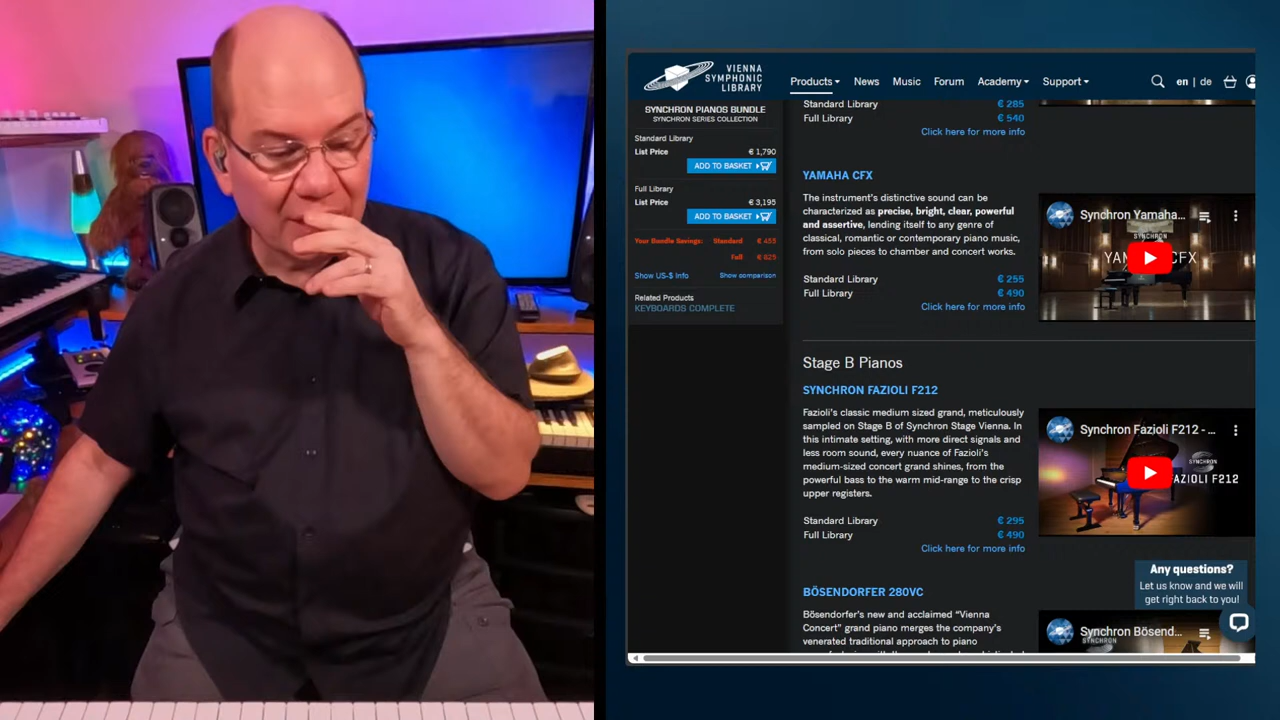 VIENNA
SYMPHONIC
LIBRARY
Products
News
Music
Forum
Academy
Support
en | de
SYNCHRON PIANOS BUNDLE
SYNCHRON SERIES COLLECTION
Standard Library
List Price € 1,790
ADD TO BASKET
Full Library
List Price € 3,195
ADD TO BASKET
Your Bundle Savings: Standard € 455
Full € 825
Show US-$ Info Show comparison
Related Products
KEYBOARDS COMPLETE
Standard Library € 285
Full Library € 540
Click here for more info
YAMAHA CFX
The instrument's distinctive sound can be
characterized as precise, bright, clear, powerful
and assertive, lending itself to any genre of
classical, romantic or contemporary piano music,
from solo pieces to chamber and concert works.
Standard Library € 255
Full Library € 490
Click here for more info
Synchron Yamaha...
SYNCHRON
Stage B Pianos
SYNCHRON FAZIOLI F212
Fazioli's classic medium sized grand, meticulously
sampled on Stage B of Synchron Stage Vienna. In
this intimate setting, with more direct signals and
less room sound, every nuance of Fazioli's
medium-sized concert grand shines, from the
powerful bass to the warm mid-range to the crisp
upper registers.
Standard Library € 295
Full Library € 490
Click here for more info
Synchron Fazioli F212 - ...
SYNCHRON
FAZIOLI F212
BÖSENDORFER 280VC
Bösendorfer's new and acclaimed "Vienna
Concert" grand piano merges the company's
venerated traditional approach to piano
Synchron Bösend...
SYNCHRON
Any questions?
Let us know and we will
get right back to you!